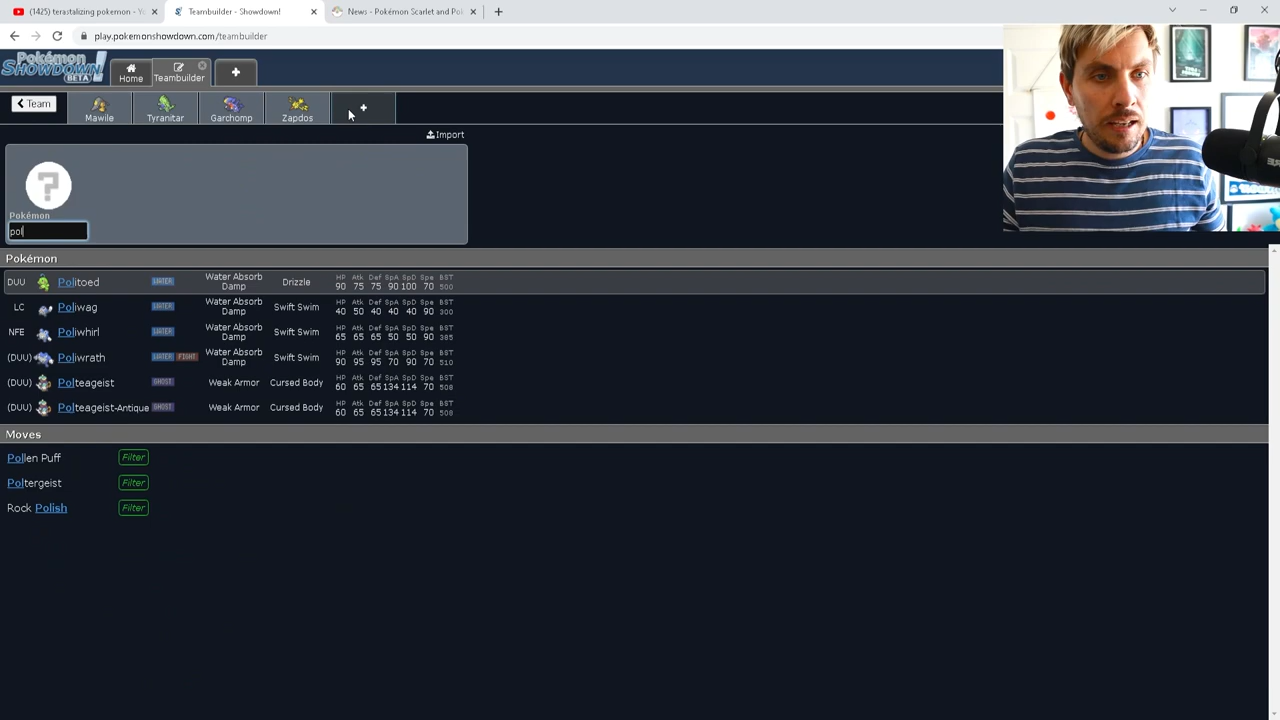 (1425) terastalizing pokemon - Yo
Teambuilder - Showdown!
News - Pokémon Scarlet and Pok
play.pokemonshowdown.com/teambuilder
Pokémon
SHOWDOWN!
BETA
Home
Teambuilder
Team
Mawile
Tyranitar
Garchomp
Zapdos
Import
Pokémon
pol
Pokémon
DUU Politoed WATER Water Absorb Damp Drizzle HP 90 Atk 75 Def 75 SpA 90 SpD 100 Spe 70 BST 500
LC Poliwag WATER Water Absorb Damp Swift Swim HP 40 Atk 50 Def 40 SpA 40 SpD 40 Spe 90 BST 300
NFE Poliwhirl WATER Water Absorb Damp Swift Swim HP 65 Atk 65 Def 65 SpA 50 SpD 50 Spe 90 BST 385
(DUU) Poliwrath WATER FIGHT Water Absorb Damp Swift Swim HP 90 Atk 95 Def 95 SpA 70 SpD 90 Spe 70 BST 510
(DUU) Polteageist GHOST Weak Armor Cursed Body HP 60 Atk 65 Def 65 SpA 134 SpD 114 Spe 70 BST 508
(DUU) Polteageist-Antique GHOST Weak Armor Cursed Body HP 60 Atk 65 Def 65 SpA 134 SpD 114 Spe 70 BST 508
Moves
Pollen Puff Filter
Poltergeist Filter
Rock Polish Filter